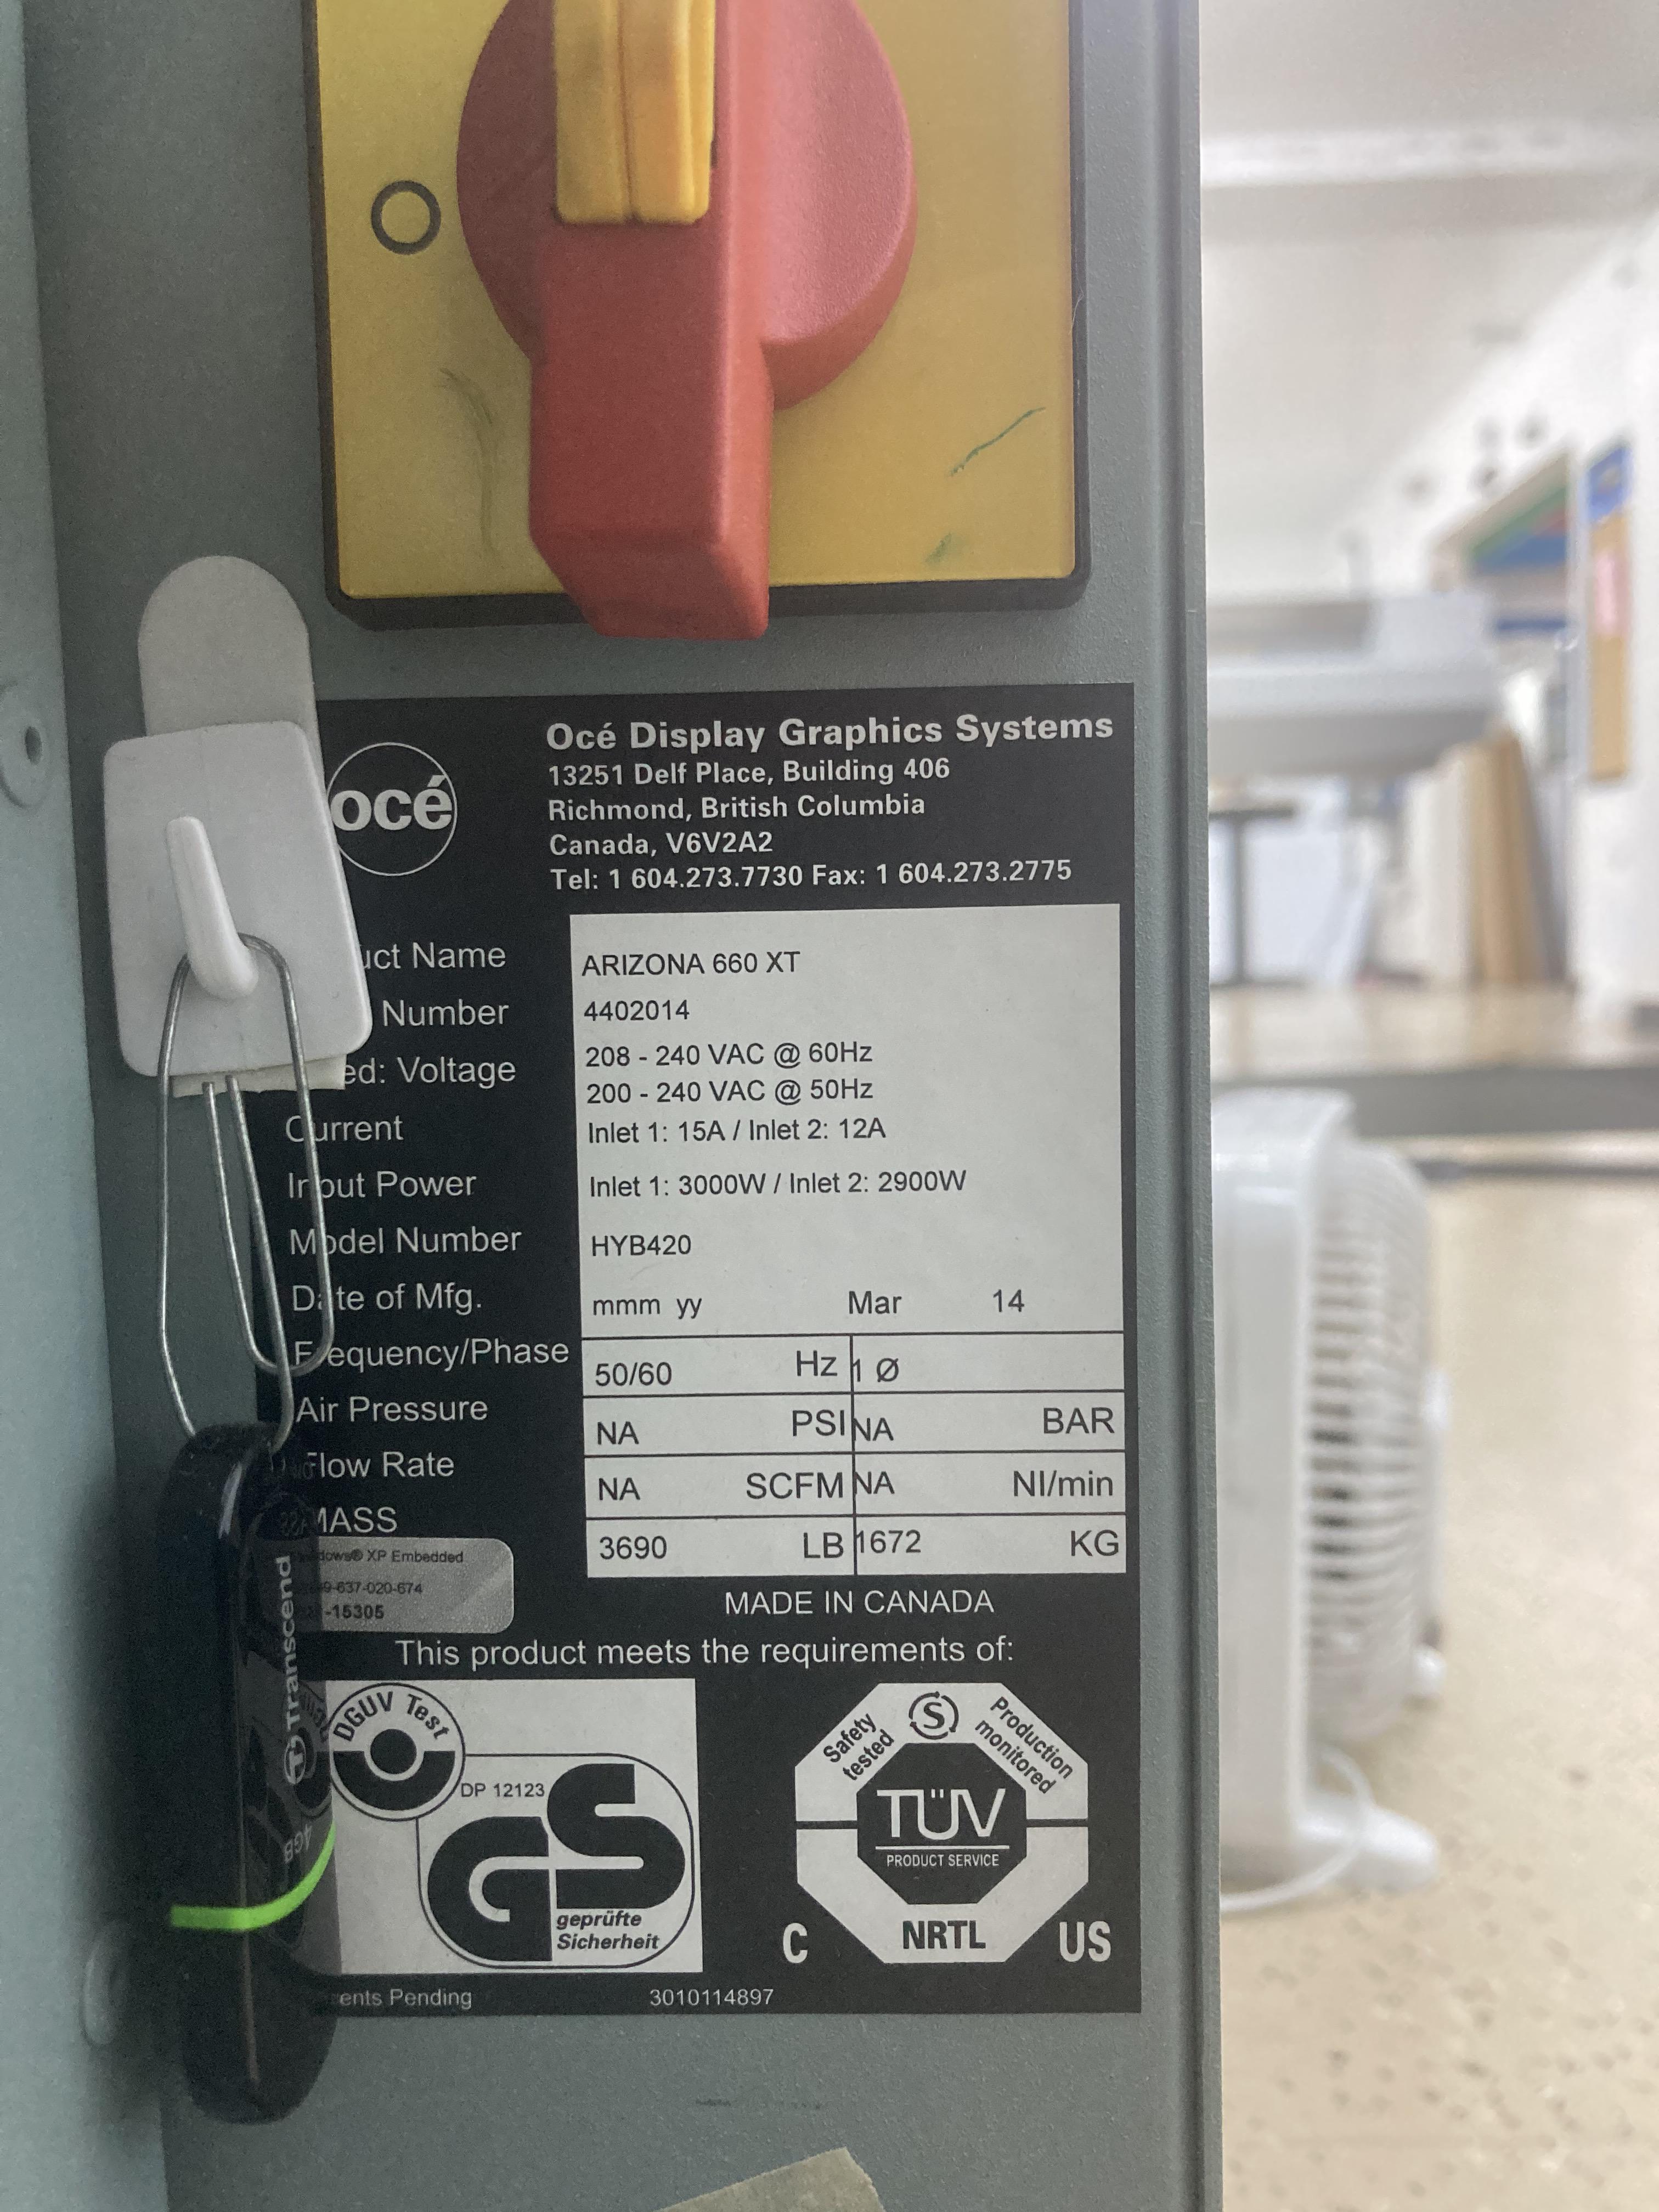 O
océ
Océ Display Graphics Systems
13251 Delf Place, Building 406
Richmond, British Columbia
Canada, V6V2A2
Tel: 1 604.273.7730 Fax: 1 604.273.2775
uct Name ARIZONA 660 XT
Number 4402014
ed: Voltage 208 - 240 VAC @ 60Hz
200 - 240 VAC @ 50Hz
Current Inlet 1: 15A / Inlet 2: 12A
Input Power Inlet 1: 3000W / Inlet 2: 2900W
Model Number HYB420
Date of Mfg. mmm yy Mar 14
Frequency/Phase 50/60 Hz 1 Ø
Air Pressure NA PSI NA BAR
Flow Rate NA SCFM NA Nl/min
MASS 3690 LB 1672 KG
dows® XP Embedded
9-637-020-674
-15305
MADE IN CANADA
This product meets the requirements of:
Transcend
4GB
DGUV Test
DP 12123
GS
geprüfte
Sicherheit
Safety
tested
S
Production
monitored
TÜV
PRODUCT SERVICE
C NRTL US
ents Pending 3010114897